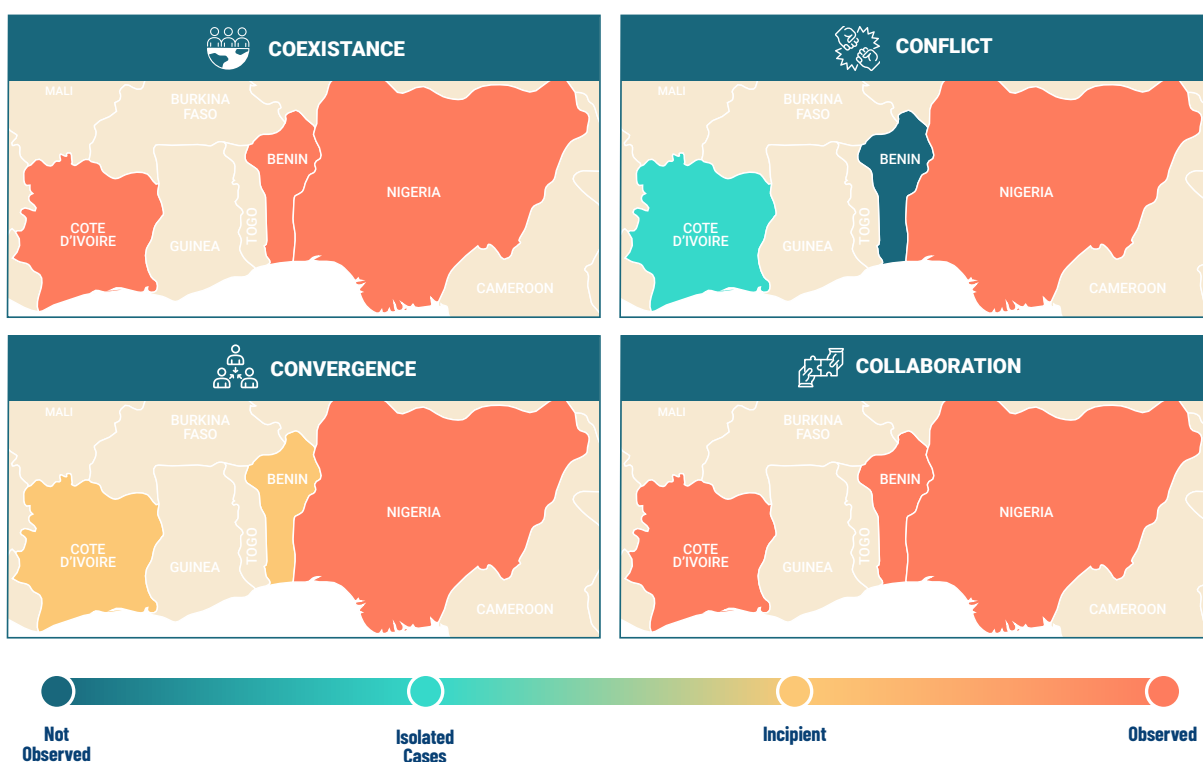 COEXISTANCE
MALI
BURKINA
FASO
BENIN
NIGERIA
COTE
D'IVOIRE
GUINEA
TOGO
CAMEROON
CONFLICT
MALI
BURKINA
FASO
BENIN
NIGERIA
COTE
D'IVOIRE
GUINEA
TOGO
CAMEROON
CONVERGENCE
MALI
BURKINA
FASO
BENIN
NIGERIA
COTE
D'IVOIRE
GUINEA
TOGO
CAMEROON
COLLABORATION
MALI
BURKINA
FASO
BENIN
NIGERIA
COTE
D'IVOIRE
GUINEA
TOGO
CAMEROON
Not
Observed
Isolated
Cases
Incipient
Observed